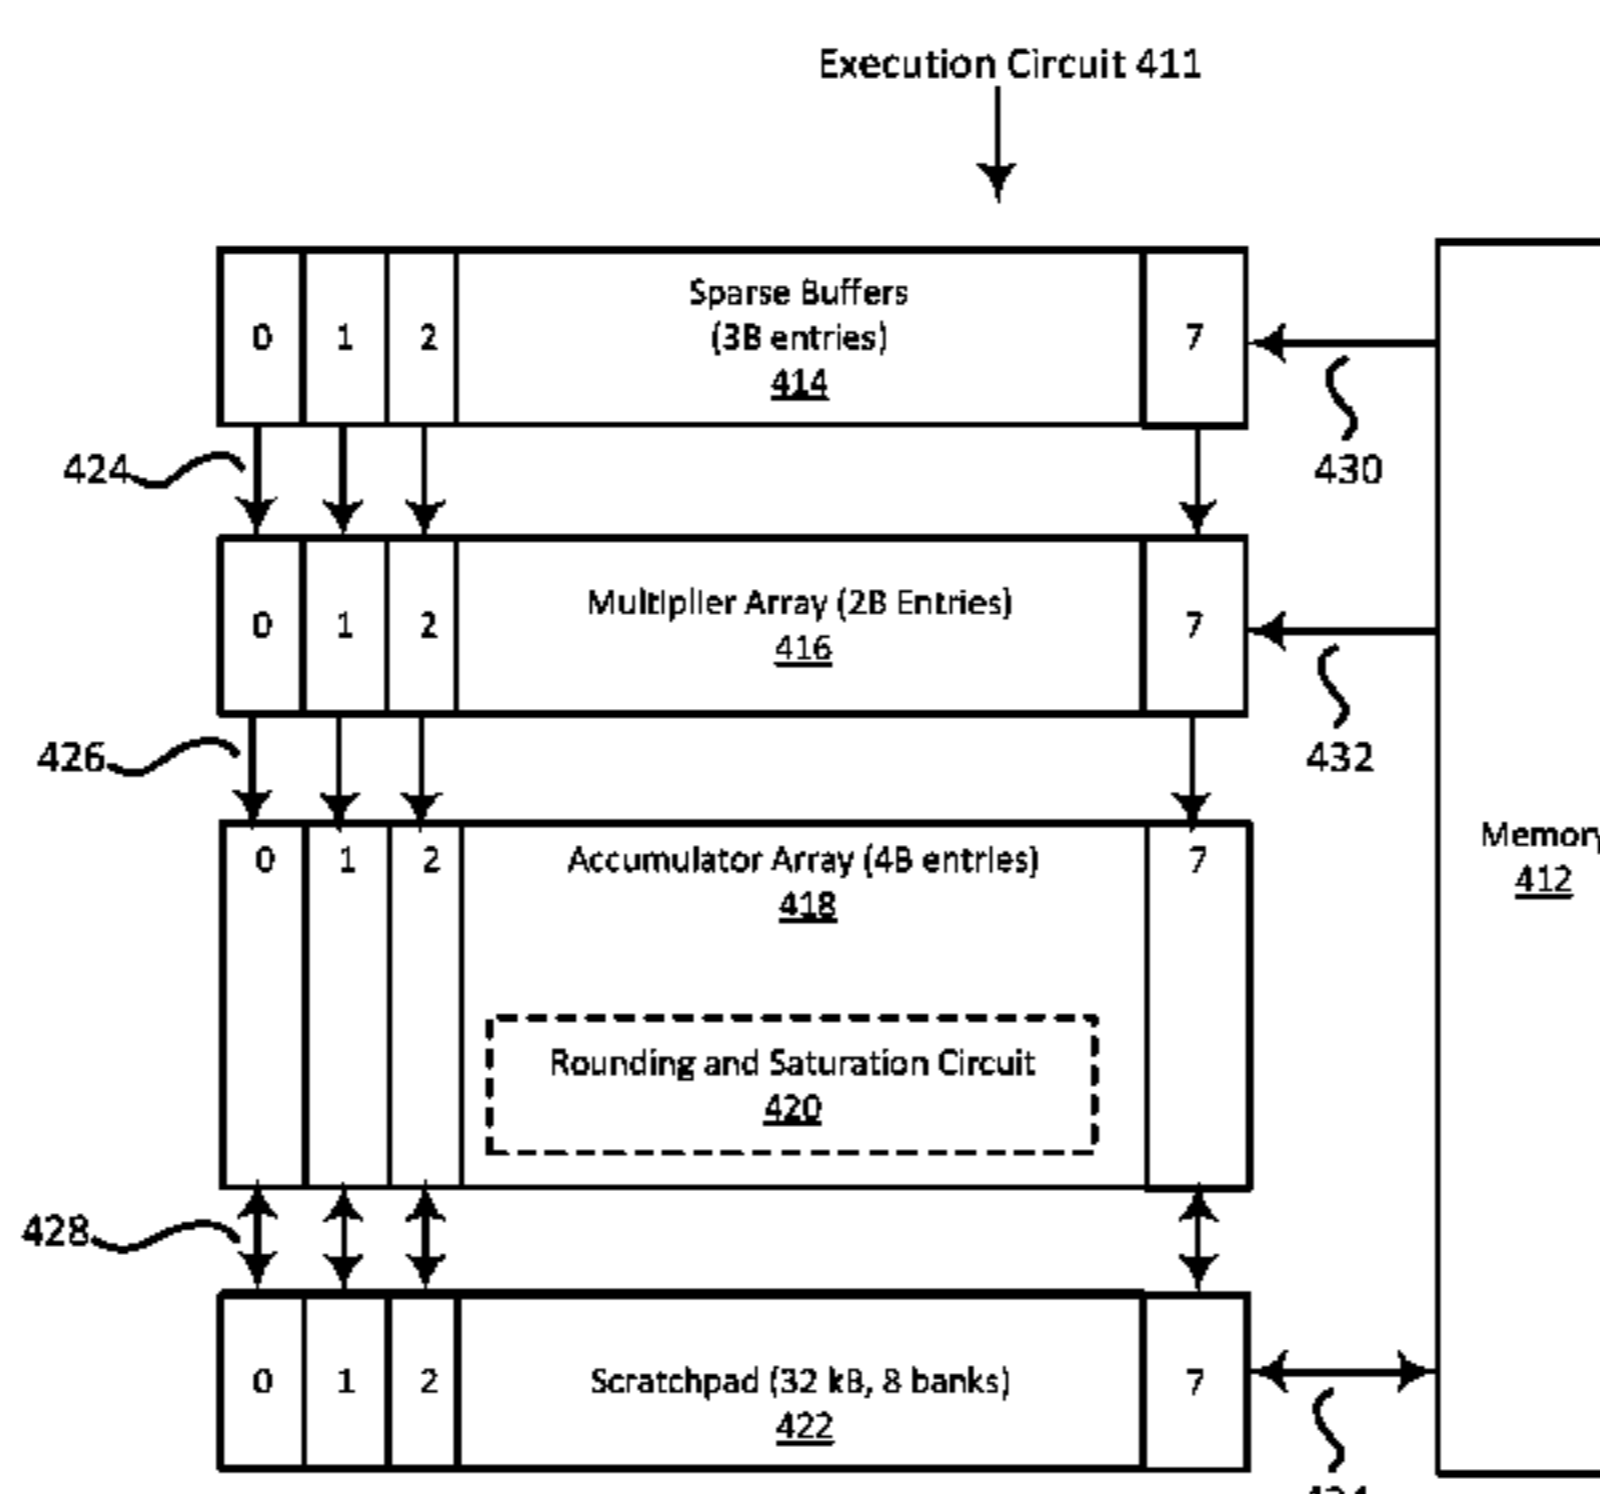 Execution Circuit 411
Sparse Buffers
0 1 2 (3B entries) 7
414
424
430
Multiplier Array (2B Entries)
0 1 2 7
416
426
432
0 1 2 Accumulator Array (4B entries) 7
418
Memory
412
Rounding and Saturation Circuit
420
428
0 1 2 Scratchpad (32 kB, 8 banks) 7
422